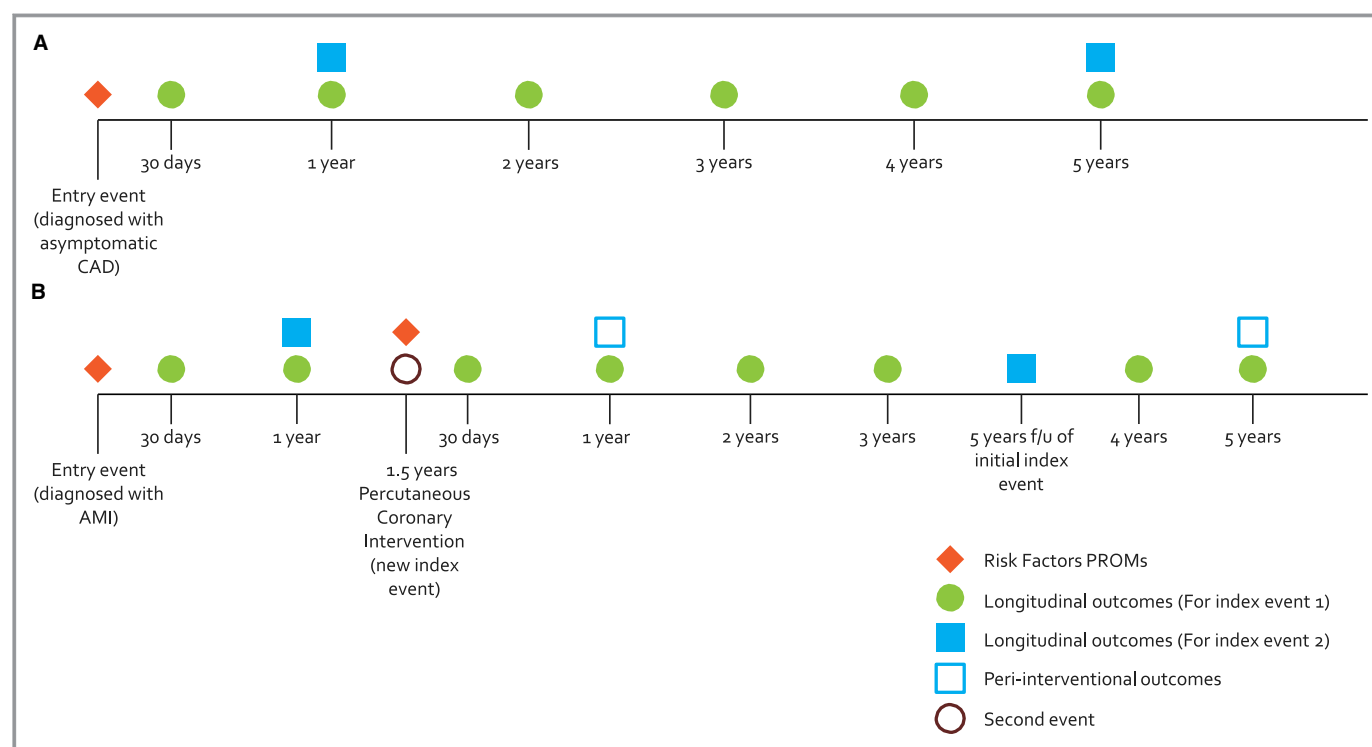 A
30 days
1 year
2 years
3 years
4 years
5 years
Entry event
(diagnosed with
asymptomatic
CAD)
B
30 days
1 year
30 days
1 year
2 years
3 years
5 years f/u of
initial index
event
4 years
5 years
Entry event
(diagnosed with
AMI)
1.5 years
Percutaneous
Coronary
Intervention
(new index
event)
Risk Factors PROMs
Longitudinal outcomes (For index event 1)
Longitudinal outcomes (For index event 2)
Peri-interventional outcomes
Second event